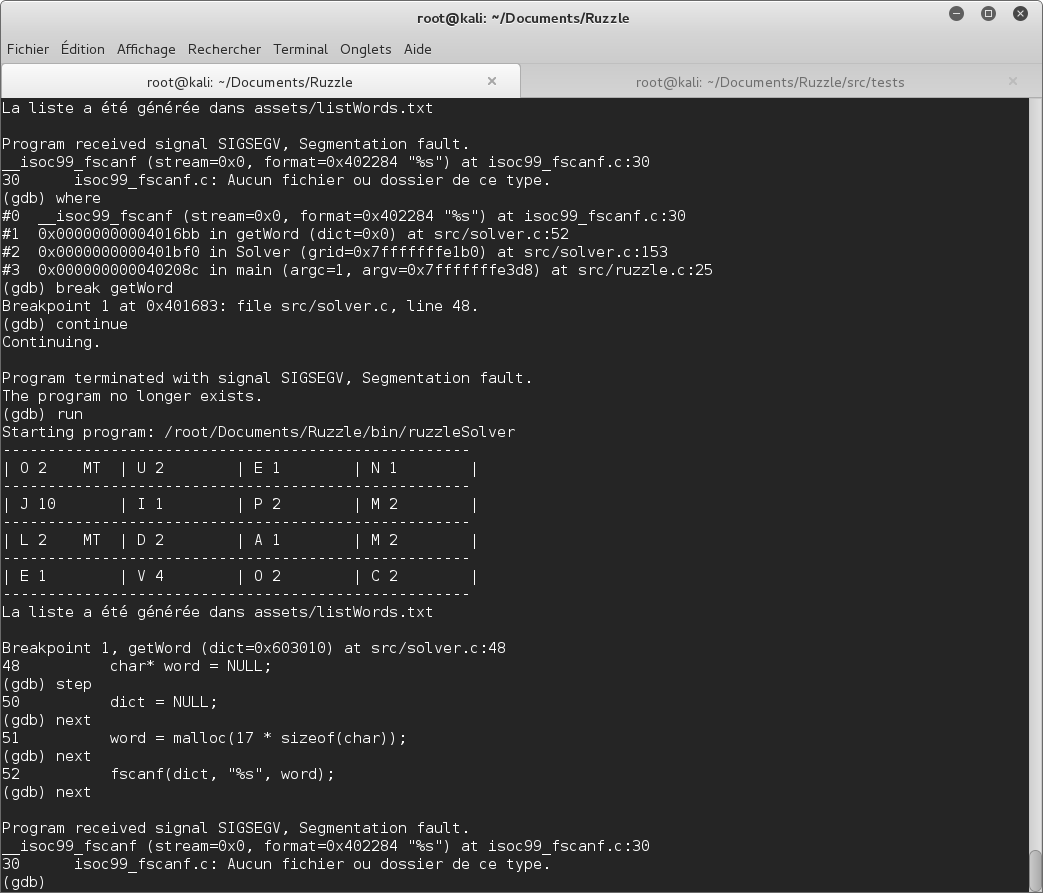 root@kali: ~/Documents/Ruzzle
Fichier Édition Affichage Rechercher Terminal Onglets Aide
root@kali: ~/Documents/Ruzzle × root@kali: ~/Documents/Ruzzle/src/tests ×
La liste a été générée dans assets/listWords.txt

Program received signal SIGSEGV, Segmentation fault.
__isoc99_fscanf (stream=0x0, format=0x402284 "%s") at isoc99_fscanf.c:30
30      isoc99_fscanf.c: Aucun fichier ou dossier de ce type.
(gdb) where
#0  __isoc99_fscanf (stream=0x0, format=0x402284 "%s") at isoc99_fscanf.c:30
#1  0x00000000004016bb in getWord (dict=0x0) at src/solver.c:52
#2  0x0000000000401bf0 in Solver (grid=0x7fffffffe1b0) at src/solver.c:153
#3  0x000000000040208c in main (argc=1, argv=0x7fffffffe3d8) at src/ruzzle.c:25
(gdb) break getWord
Breakpoint 1 at 0x401683: file src/solver.c, line 48.
(gdb) continue
Continuing.

Program terminated with signal SIGSEGV, Segmentation fault.
The program no longer exists.
(gdb) run
Starting program: /root/Documents/Ruzzle/bin/ruzzleSolver
----------------------------------------------------
| O 2    MT  | U 2        | E 1        | N 1        |
----------------------------------------------------
| J 10       | I 1        | P 2        | M 2        |
----------------------------------------------------
| L 2    MT  | D 2        | A 1        | M 2        |
----------------------------------------------------
| E 1        | V 4        | O 2        | C 2        |
----------------------------------------------------
La liste a été générée dans assets/listWords.txt

Breakpoint 1, getWord (dict=0x603010) at src/solver.c:48
48          char* word = NULL;
(gdb) step
50          dict = NULL;
(gdb) next
51          word = malloc(17 * sizeof(char));
(gdb) next
52          fscanf(dict, "%s", word);
(gdb) next

Program received signal SIGSEGV, Segmentation fault.
__isoc99_fscanf (stream=0x0, format=0x402284 "%s") at isoc99_fscanf.c:30
30      isoc99_fscanf.c: Aucun fichier ou dossier de ce type.
(gdb)